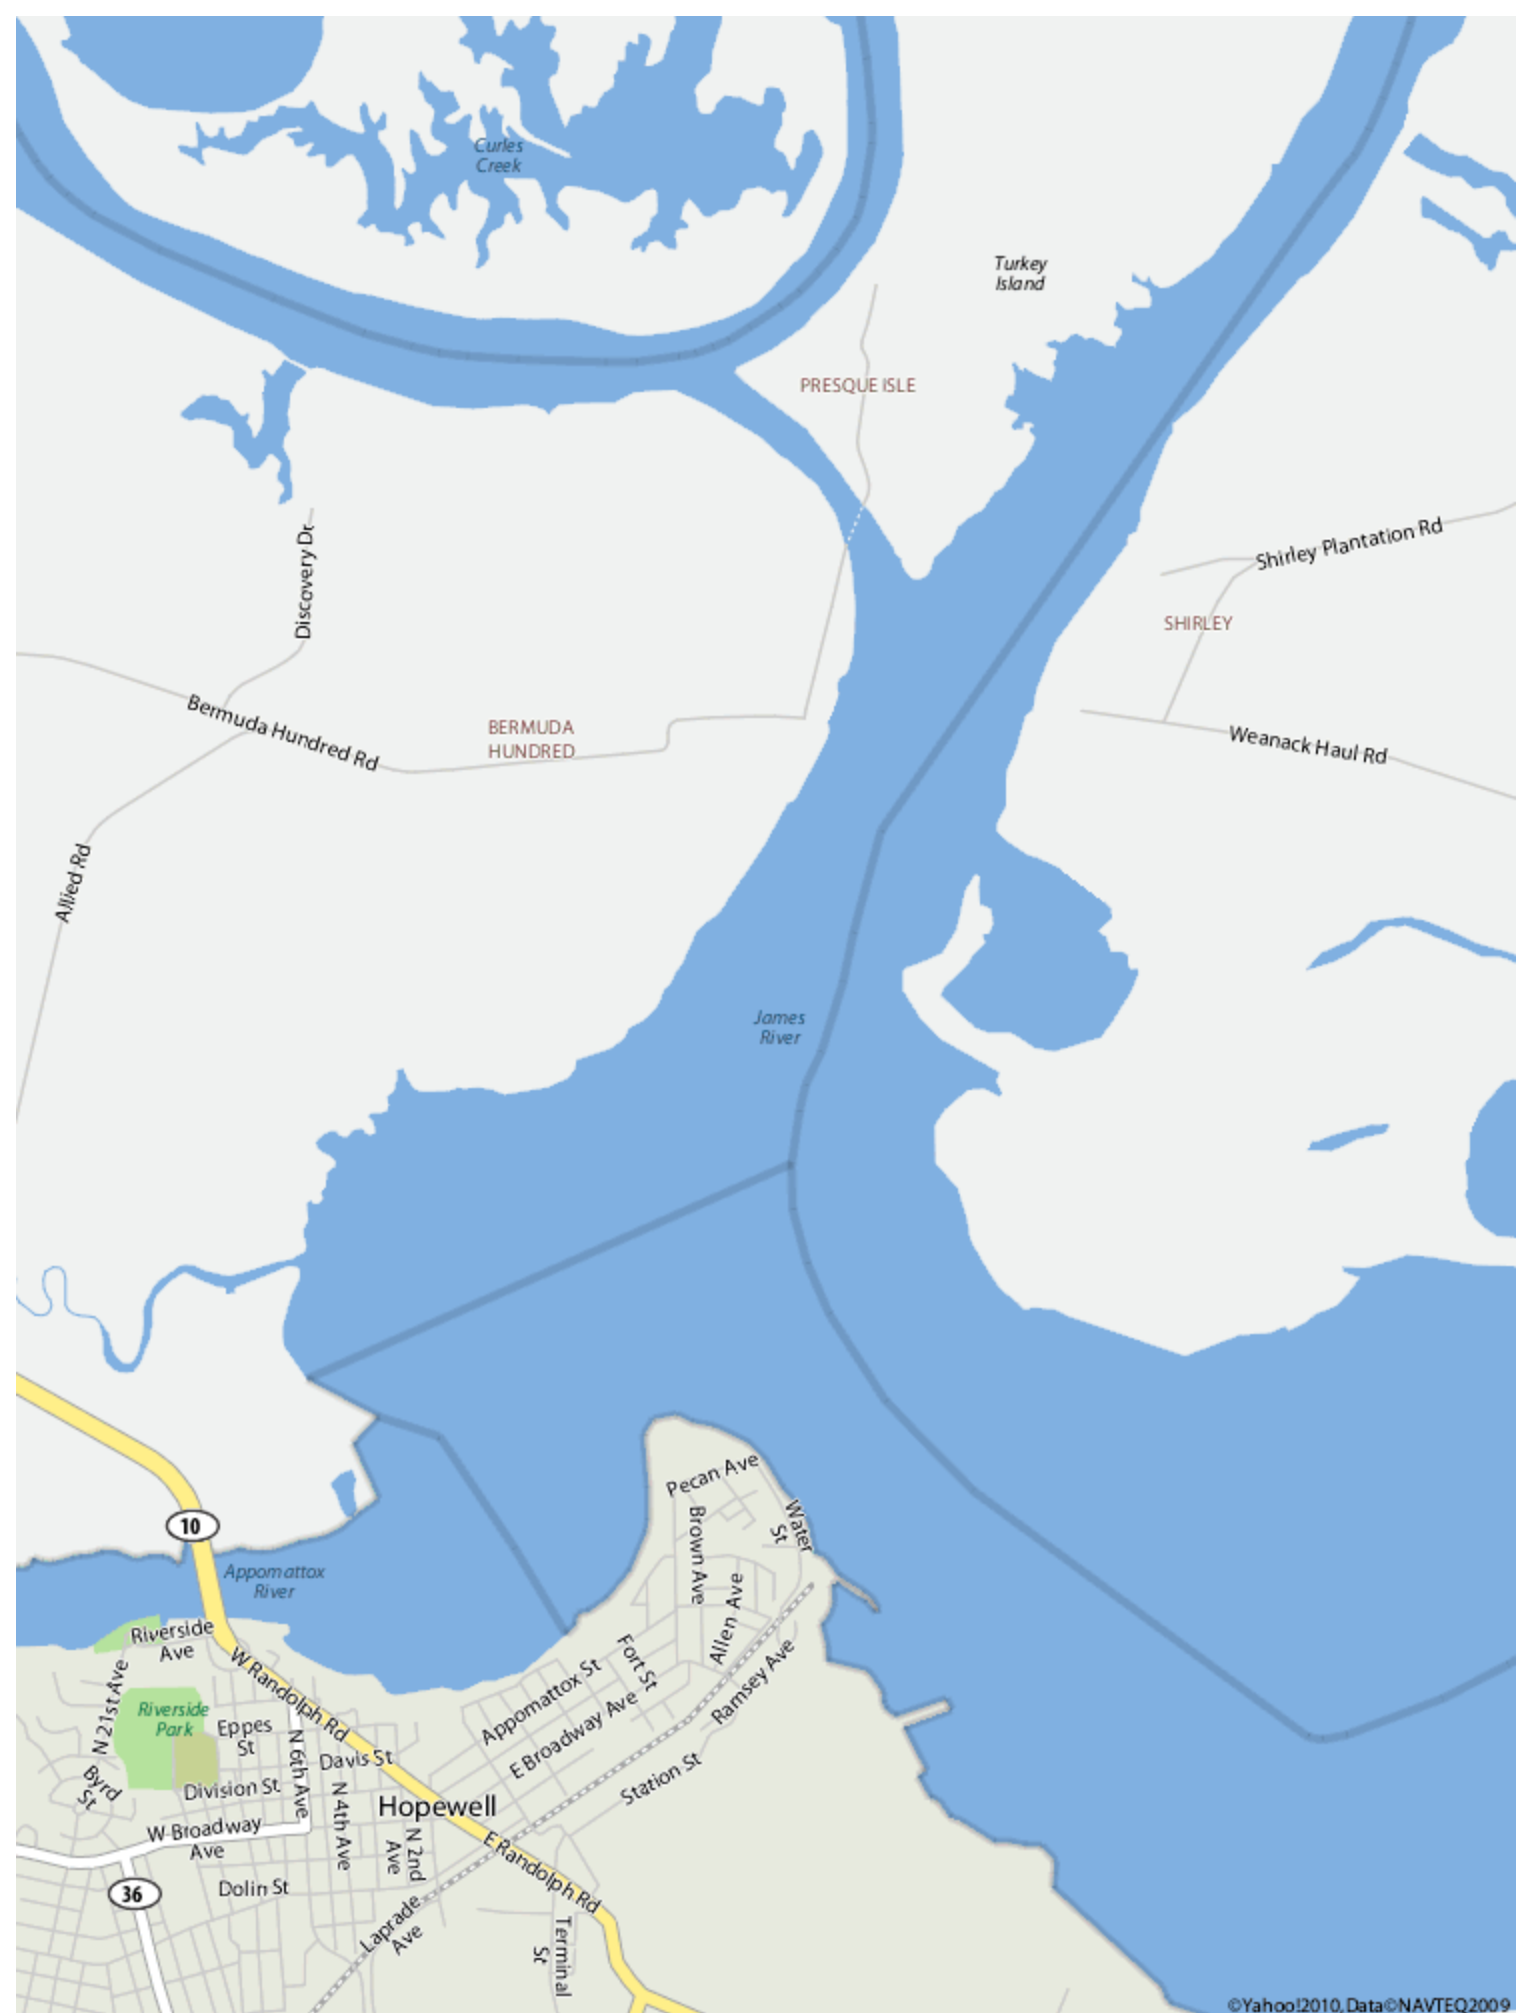 Curles
Creek
Turkey
Island
PRESQUE ISLE
Shirley Plantation Rd
Discovery Dr
SHIRLEY
Bermuda Hundred Rd
BERMUDA
HUNDRED
Weanack Haul Rd
Allied Rd
James
River
Pecan Ave
10
Water
St
Brown Ave
Appomattox
River
Allen Ave
Riverside
Ave
Fort St
W Randolph Rd
N 21st Ave
Appomattox St
Ramsey Ave
Riverside
Park
Eppes
St
E Broadway Ave
N 6th Ave
Davis St
Station St
Byrd
St
Division St
N 4th Ave
Hopewell
W Broadway
Ave
N 2nd
Ave
E Randolph Rd
36
Dolin St
Laprade
Ave
Terminal
St
©Yahoo!2010, Data©NAVTEQ2009